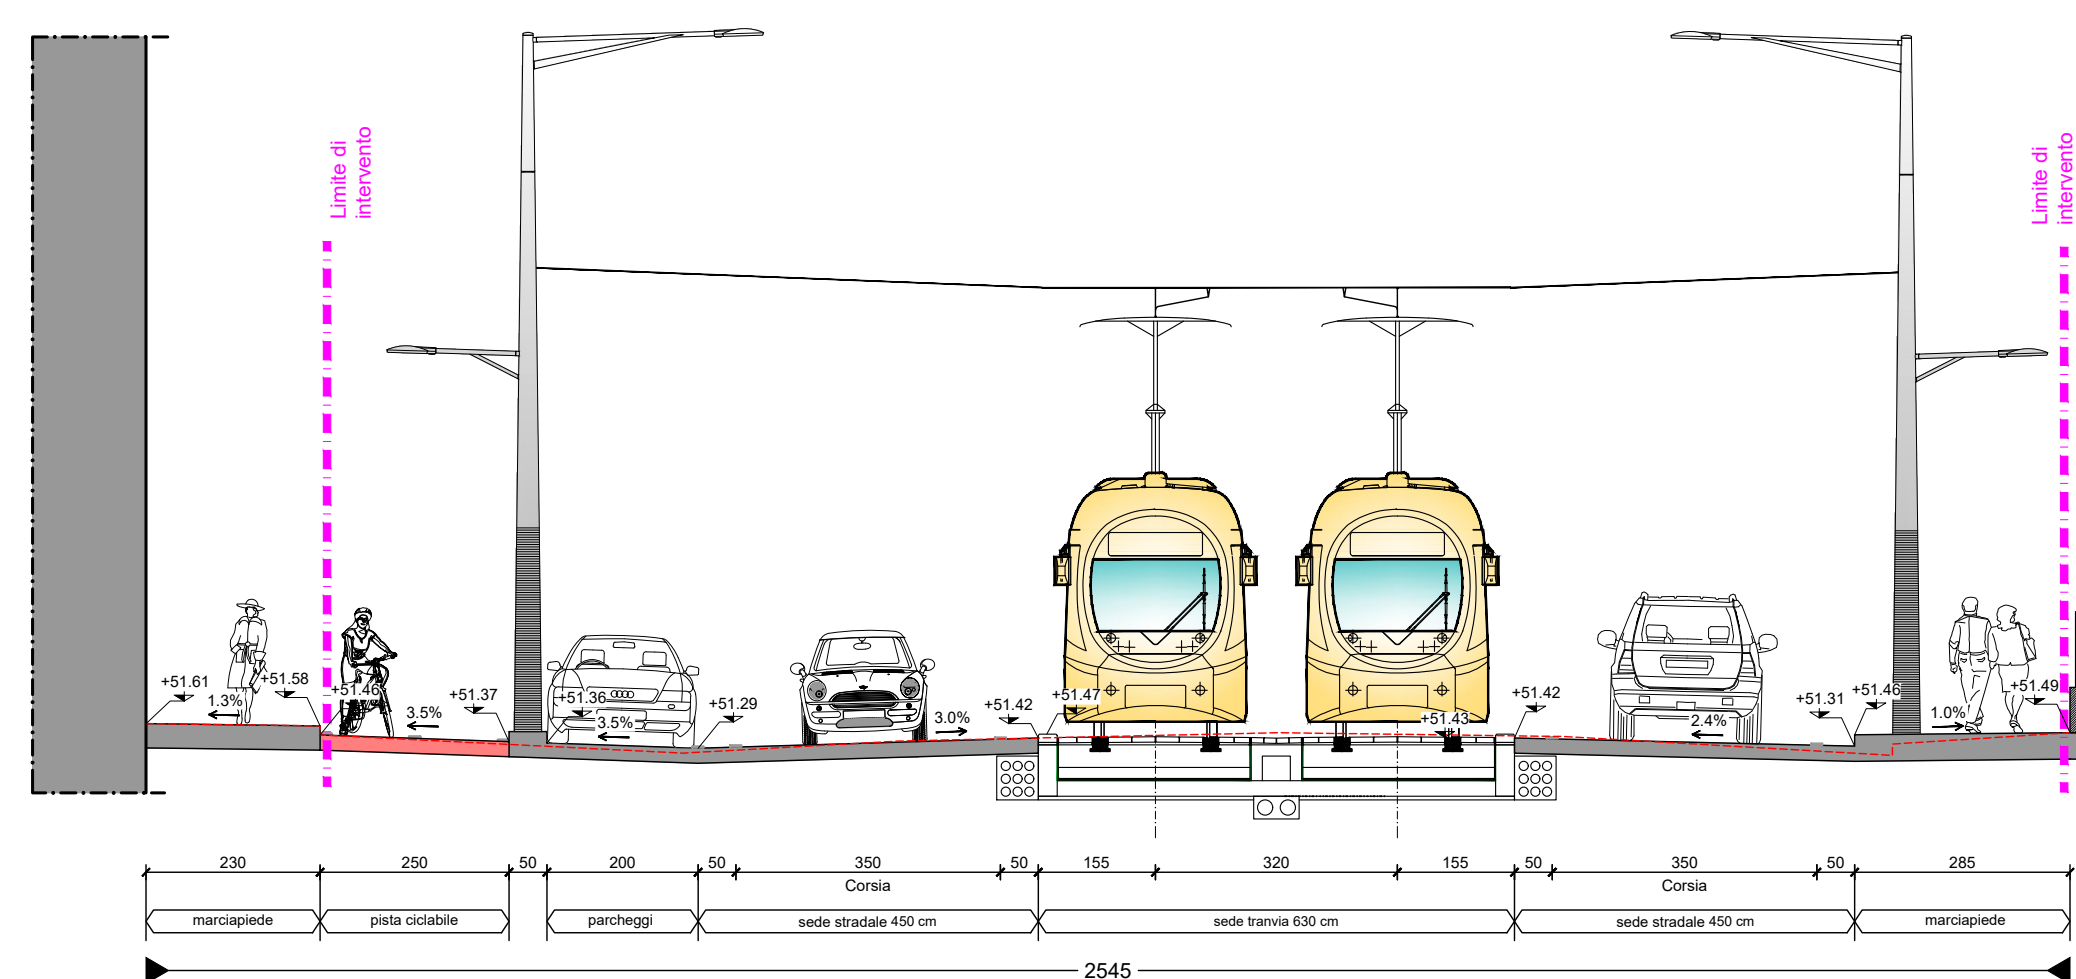 Limite di
intervento
Limite di
intervento
+51.61
1.3%
+51.58
+51.46
3.5%
+51.37
+51.36
3.5%
+51.29
3.0%
+51.42
+51.47
+51.43
+51.42
2.4%
+51.31
+51.46
1.0%
+51.49
230 250 50 200 50 350 50 155 320 155 50 350 50 285
Corsia Corsia
marciapiede pista ciclabile parcheggi sede stradale 450 cm sede tranvia 630 cm sede stradale 450 cm marciapiede
2545